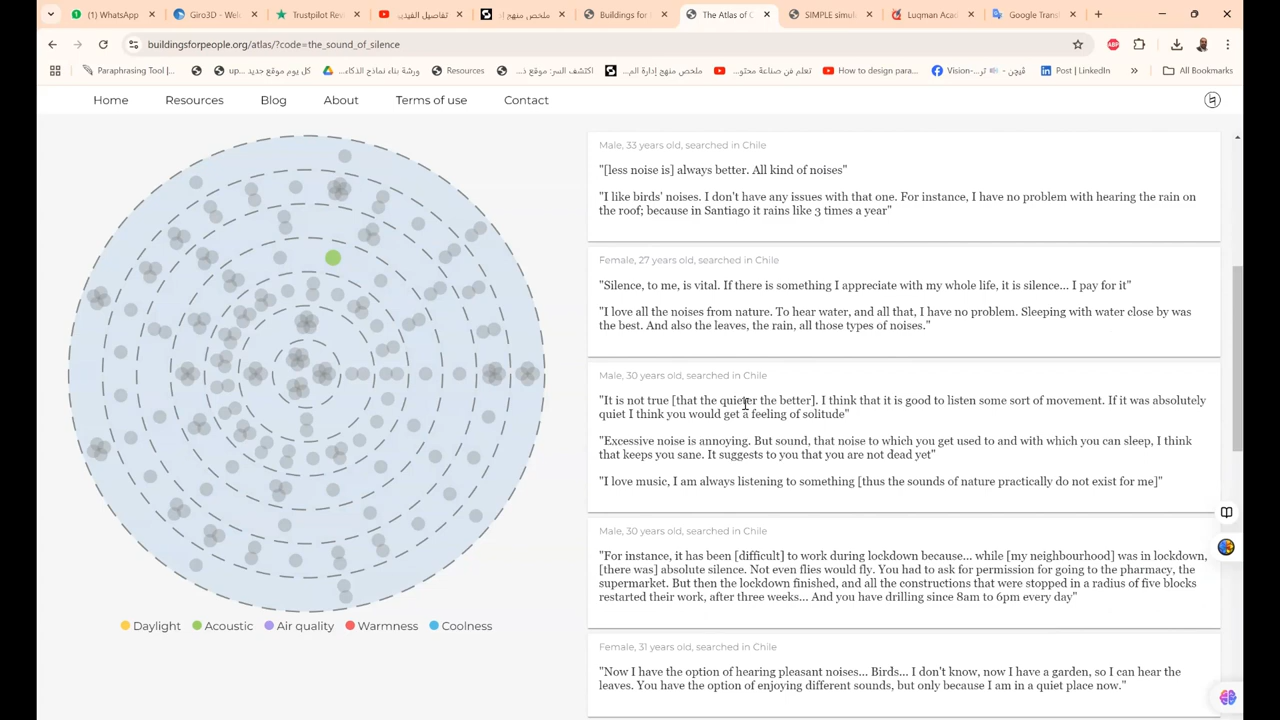 (1) WhatsApp
Giro3D - Wel
Trustpilot Rev
تفاصيل الفيديو
ملخص منهج إ
Buildings for
The Atlas of C
SIMPLE simul
Luqman Aca
Google Trans
buildingsforpeople.org/atlas/?code=the_sound_of_silence
Paraphrasing Tool |...
up... كل يوم موقع جديد
Resources
ورشة بناء نماذج الذكاء...
اكتشف السر: موقع ذ...
ملخص منهج إدارة الم...
تعلم فن صناعة محتو...
How to design para...
Post | LinkedIn
All Bookmarks
Home
Resources
Blog
About
Terms of use
Contact
Male, 33 years old, searched in Chile
"[less noise is] always better. All kind of noises"
"I like birds' noises. I don't have any issues with that one. For instance, I have no problem with hearing the rain on
the roof; because in Santiago it rains like 3 times a year"
Female, 27 years old, searched in Chile
"Silence, to me, is vital. If there is something I appreciate with my whole life, it is silence... I pay for it"
"I love all the noises from nature. To hear water, and all that, I have no problem. Sleeping with water close by was
the best. And also the leaves, the rain, all those types of noises."
Male, 30 years old, searched in Chile
"It is not true [that the quieter the better]. I think that it is good to listen some sort of movement. If it was absolutely
quiet I think you would get a feeling of solitude"
"Excessive noise is annoying. But sound, that noise to which you get used to and with which you can sleep, I think
that keeps you sane. It suggests to you that you are not dead yet"
"I love music, I am always listening to something [thus the sounds of nature practically do not exist for me]"
Male, 30 years old, searched in Chile
"For instance, it has been [difficult] to work during lockdown because... while [my neighbourhood] was in lockdown,
[there was] absolute silence. Not even flies would fly. You had to ask for permission for going to the pharmacy, the
supermarket. But then the lockdown finished, and all the constructions that were stopped in a radius of five blocks
restarted their work, after three weeks... And you have drilling since 8am to 6pm every day"
Female, 31 years old, searched in Chile
"Now I have the option of hearing pleasant noises... Birds... I don't know, now I have a garden, so I can hear the
leaves. You have the option of enjoying different sounds, but only because I am in a quiet place now."
Daylight
Acoustic
Air quality
Warmness
Coolness